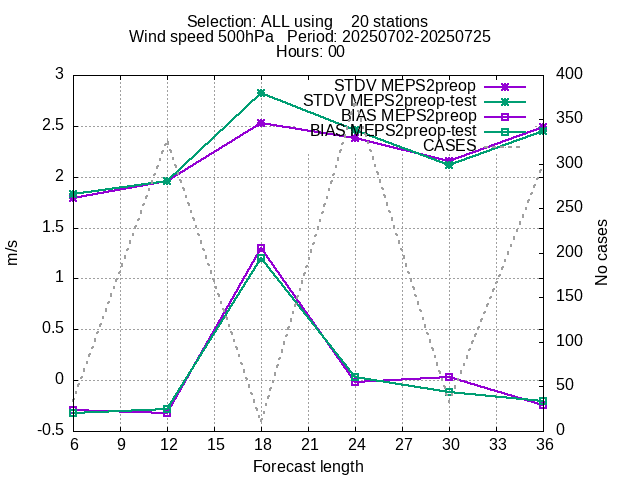 Selection: ALL using 20 stations
Wind speed 500hPa Period: 20250702-20250725
Hours: 00
STDV MEPS2preop
STDV MEPS2preop-test
BIAS MEPS2preop
BIAS MEPS2preop-test
CASES
3
2.5
2
1.5
1
0.5
0
-0.5
m/s
400
350
300
250
200
150
100
50
0
No cases
6 9 12 15 18 21 24 27 30 33 36
Forecast length